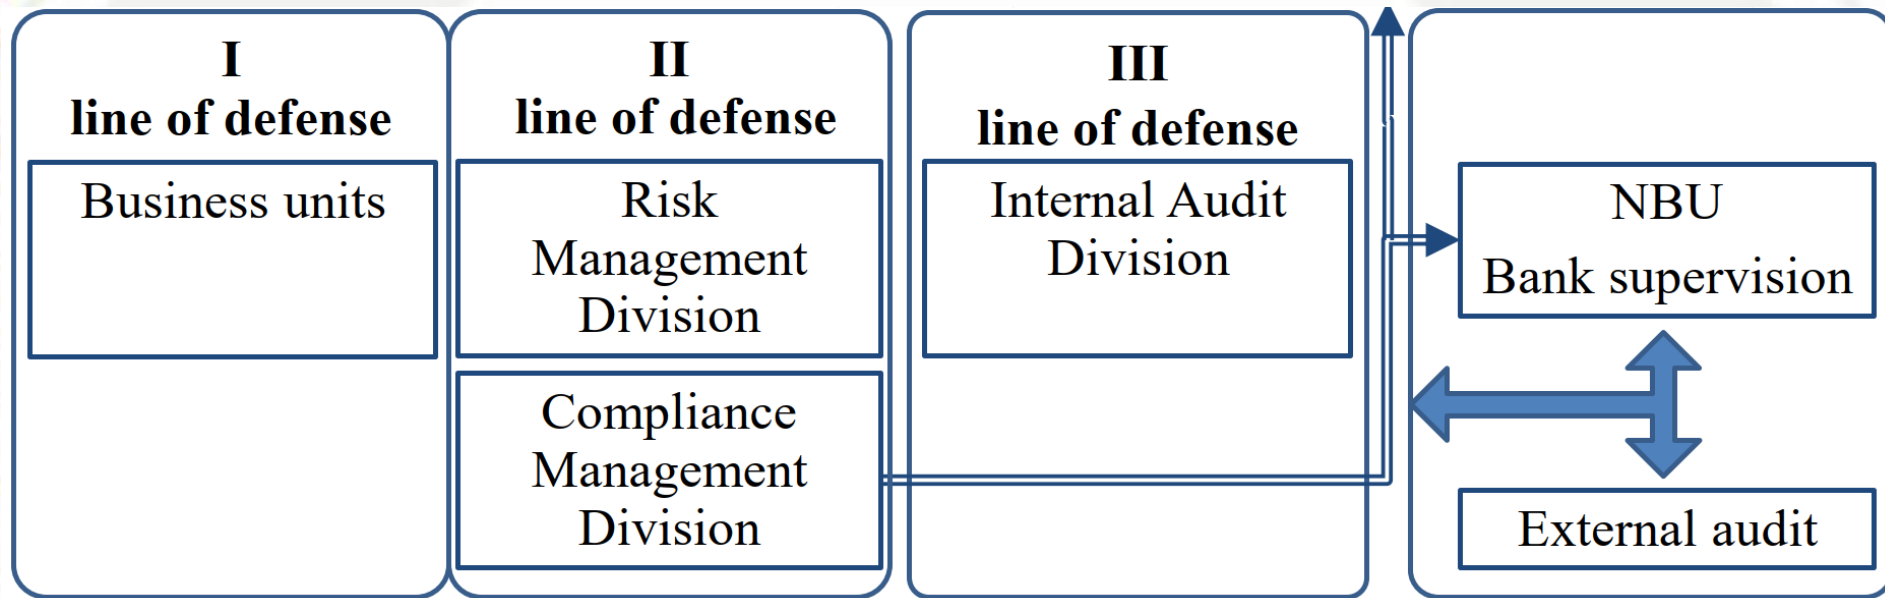 I
line of defense
Business units
II
line of defense
Risk
Management
Division
Compliance
Management
Division
III
line of defense
Internal Audit
Division
NBU
Bank supervision
External audit